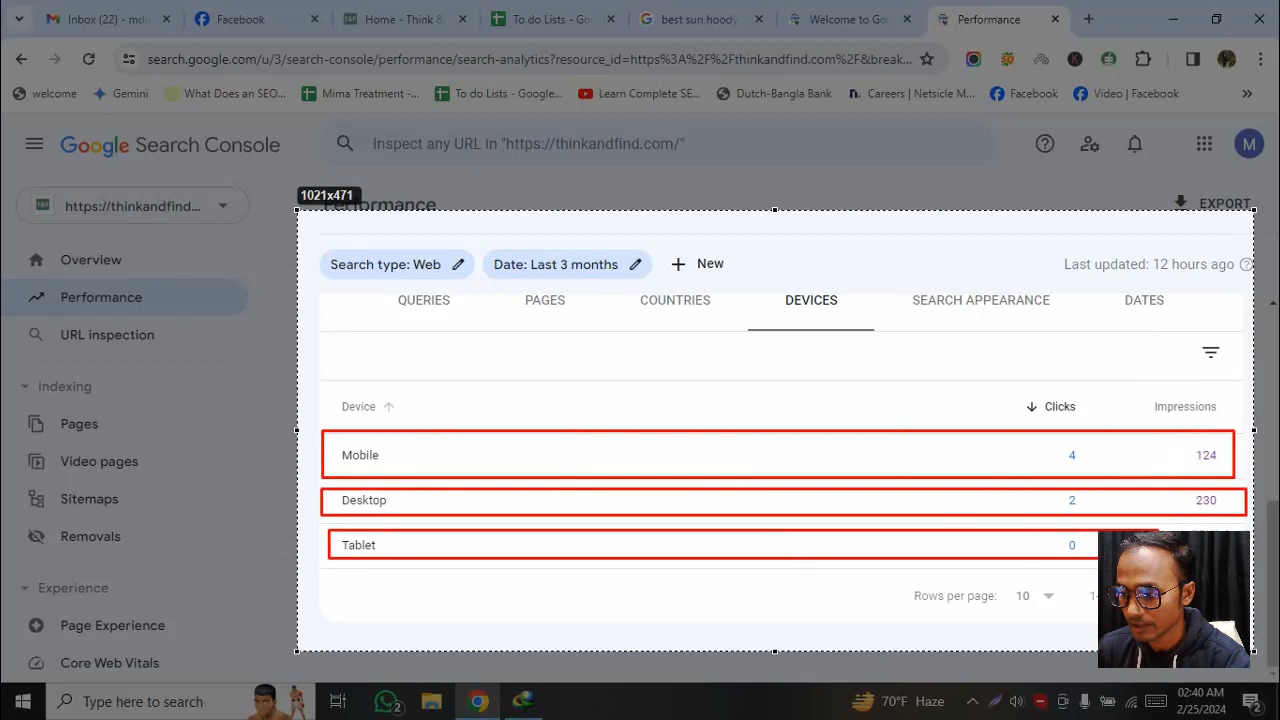 Inbox (22) - mdn
Facebook
Home - Think &
To do Lists - Go
best sun hoody
Welcome to Go
Performance
search.google.com/u/3/search-console/performance/search-analytics?resource_id=https%3A%2F%2Fthinkandfind.com%2F&break...
welcome
Gemini
What Does an SEO...
Mima Treatment -...
To do Lists - Google...
Learn Complete SE...
Dutch-Bangla Bank
Careers | Netsicle M...
Facebook
Video | Facebook
Google Search Console
Inspect any URL in "https://thinkandfind.com/"
M
1021x471
https://thinkandfind...
Performance
EXPORT
Overview
Performance
URL inspection
Indexing
Pages
Video pages
Sitemaps
Removals
Experience
Page Experience
Core Web Vitals
Search type: Web
Date: Last 3 months
New
Last updated: 12 hours ago
QUERIES PAGES COUNTRIES DEVICES SEARCH APPEARANCE DATES
Device Clicks Impressions
Mobile 4 124
Desktop 2 230
Tablet 0
Rows per page: 10 1-
Type here to search
2
70°F Haze
02:40 AM
2/25/2024
2